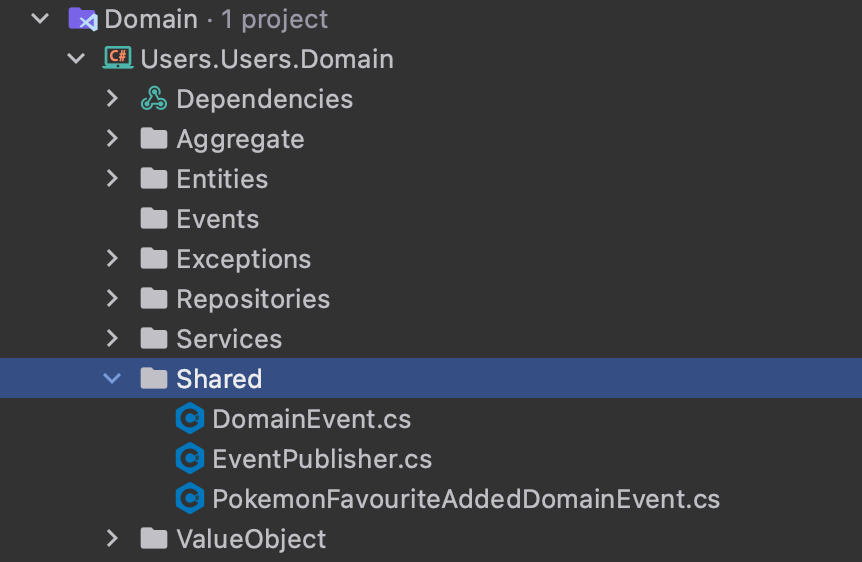 Domain · 1 project
C# Users.Users.Domain
Dependencies
Aggregate
Entities
Events
Exceptions
Repositories
Services
Shared
DomainEvent.cs
EventPublisher.cs
PokemonFavouriteAddedDomainEvent.cs
ValueObject